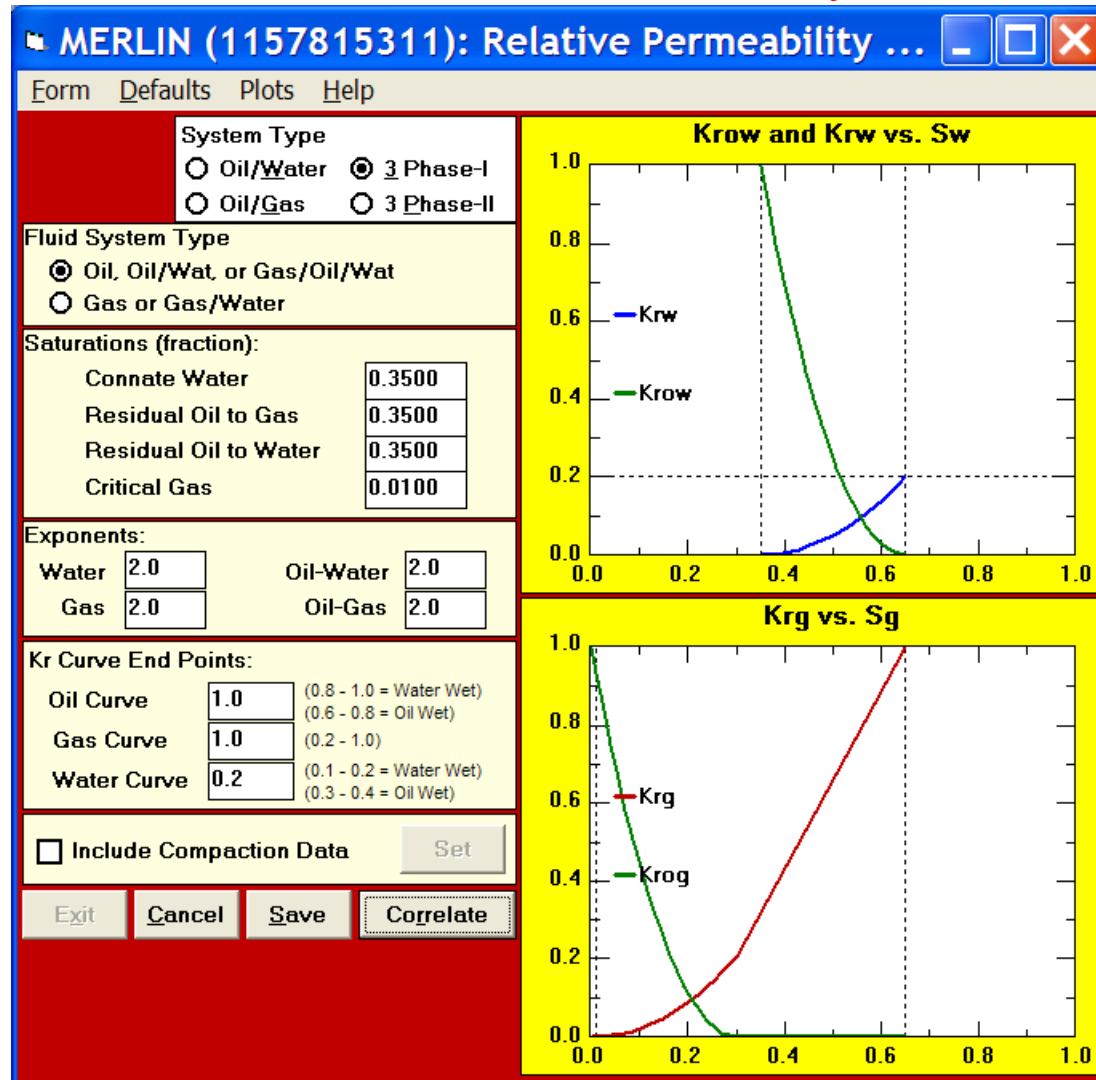 MERLIN (1157815311): Relative Permeability ...
Form Defaults Plots Help
System Type
Oil/Water 3 Phase-I
Oil/Gas 3 Phase-II
Fluid System Type
Oil, Oil/Wat, or Gas/Oil/Wat
Gas or Gas/Water
Saturations (fraction):
Connate Water 0.3500
Residual Oil to Gas 0.3500
Residual Oil to Water 0.3500
Critical Gas 0.0100
Exponents:
Water 2.0 Oil-Water 2.0
Gas 2.0 Oil-Gas 2.0
Kr Curve End Points:
Oil Curve 1.0 (0.8 - 1.0 = Water Wet)
(0.6 - 0.8 = Oil Wet)
Gas Curve 1.0 (0.2 - 1.0)
Water Curve 0.2 (0.1 - 0.2 = Water Wet)
(0.3 - 0.4 = Oil Wet)
Include Compaction Data Set
Exit Cancel Save Correlate
Krow and Krw vs. Sw
1.0
0.8
0.6 Krw
0.4 Krow
0.2
0.0
0.0 0.2 0.4 0.6 0.8 1.0
Krg vs. Sg
1.0
0.8
0.6 Krg
0.4 Krog
0.2
0.0
0.0 0.2 0.4 0.6 0.8 1.0